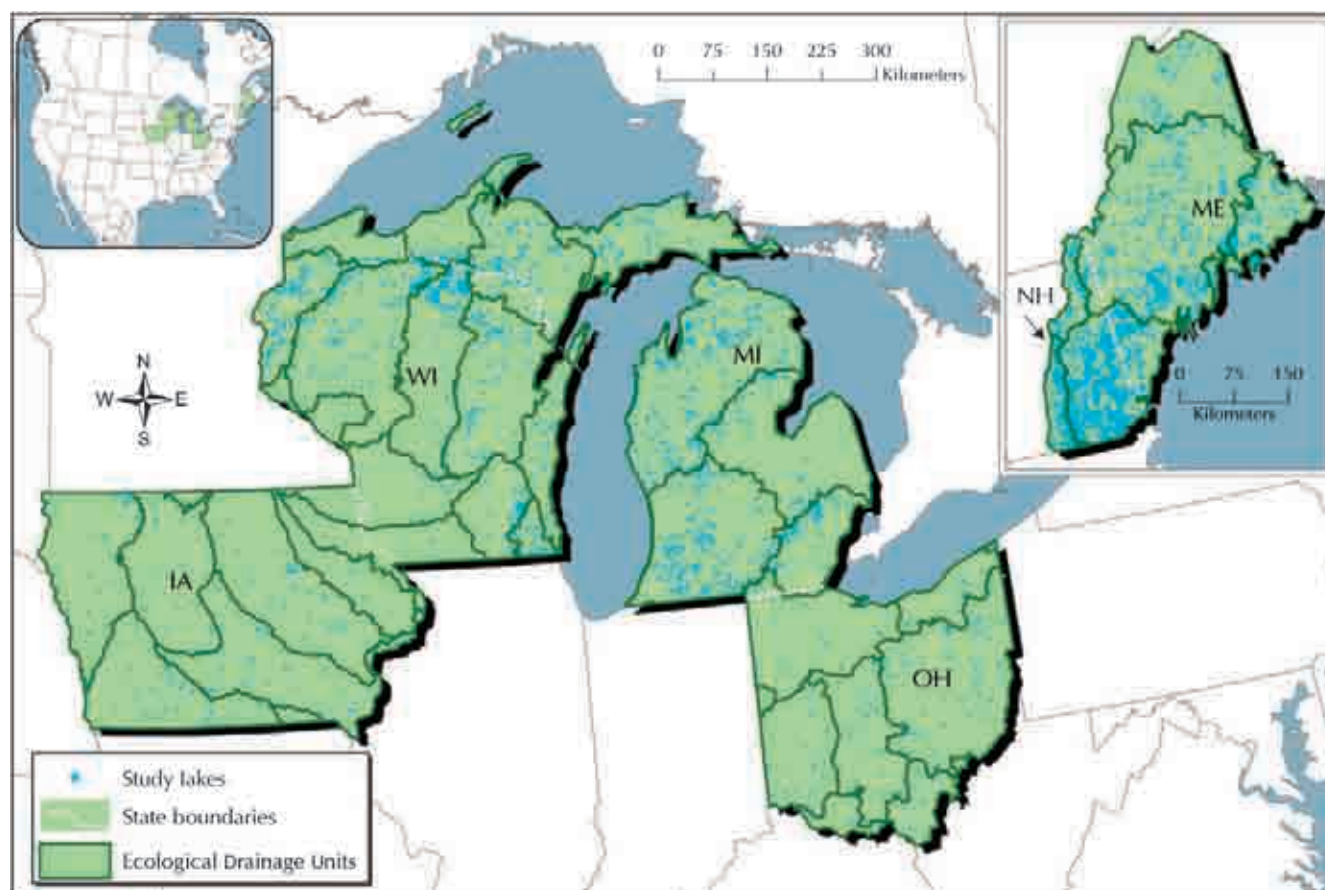 0 75 150 225 300
Kilometers
ME
NH
0 75 150
Kilometers
MI
WI
N
W E
S
IA
OH
Study lakes
State boundaries
Ecological Drainage Units